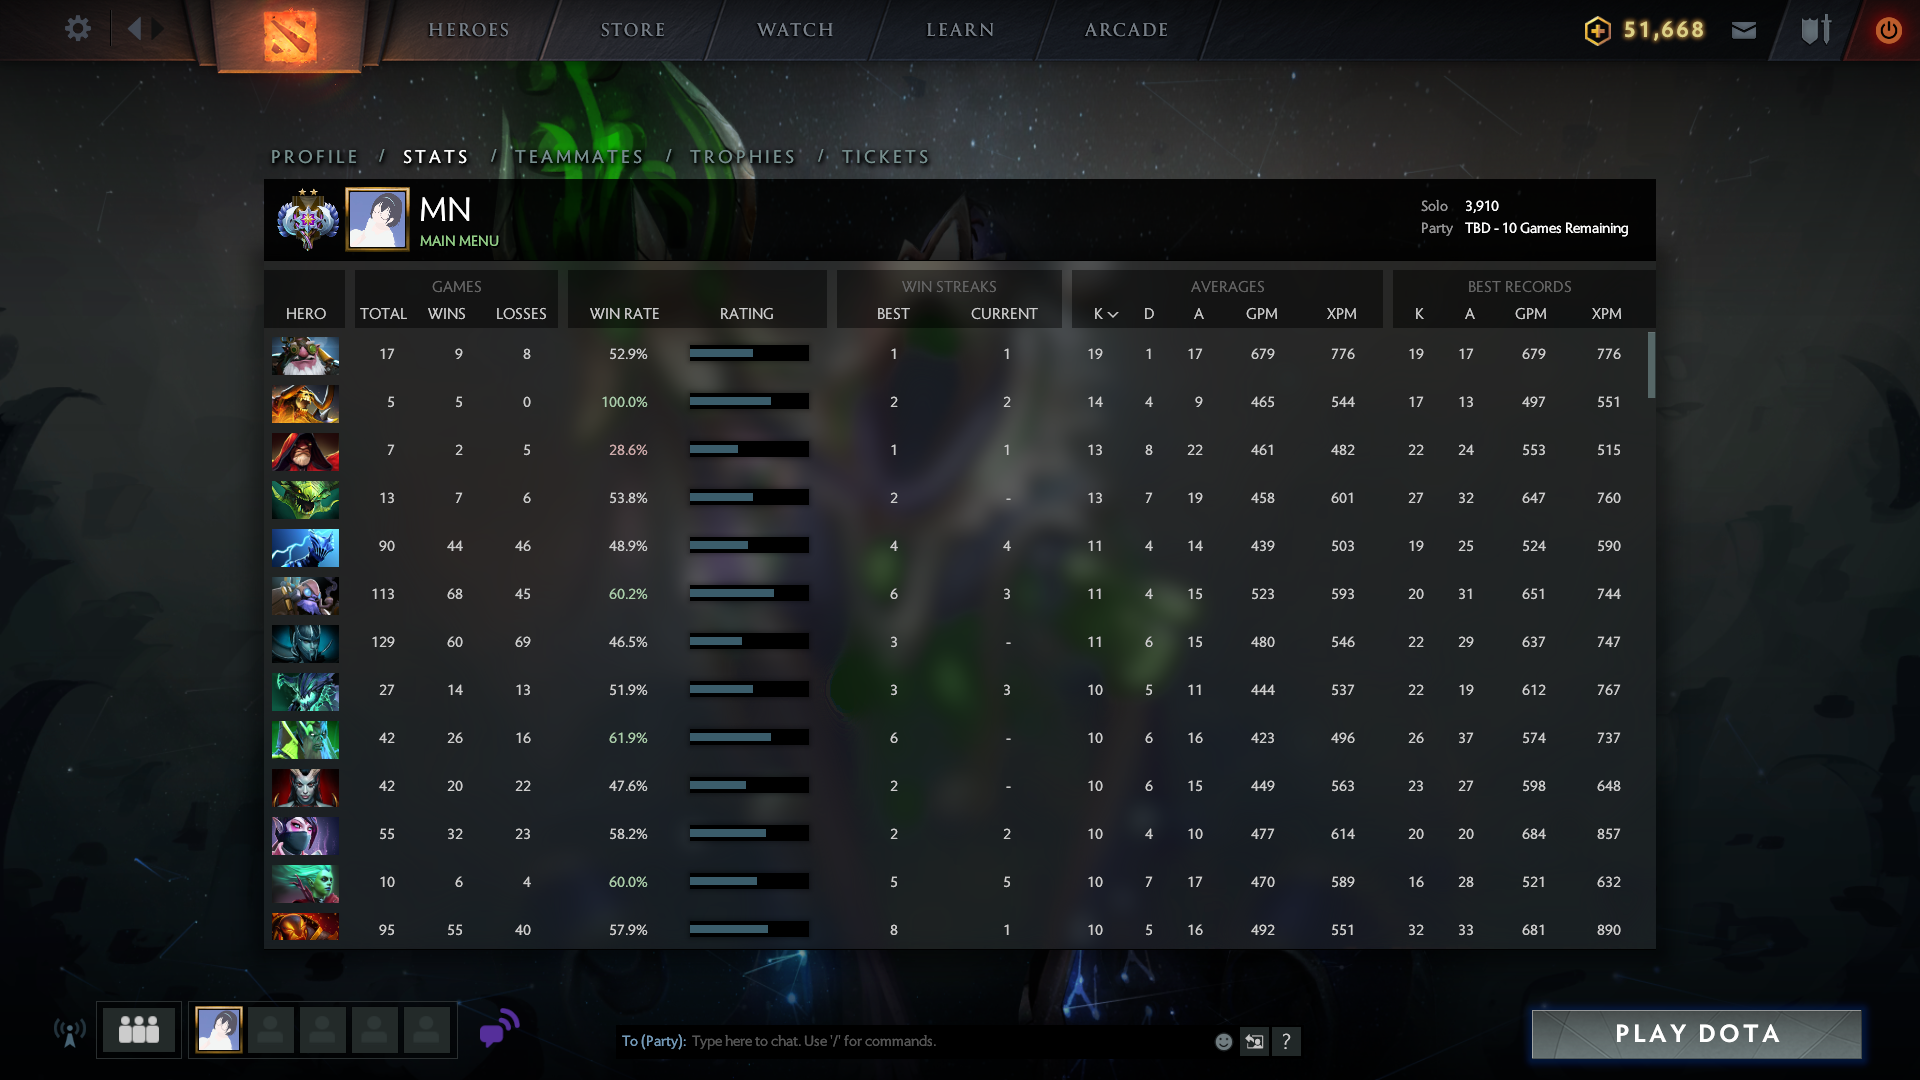 HEROES STORE WATCH LEARN ARCADE 51,668
PROFILE / STATS / TEAMMATES / TROPHIES / TICKETS
MN
MAIN MENU
Solo 3,910
Party TBD - 10 Games Remaining
GAMES WIN STREAKS AVERAGES BEST RECORDS
HERO TOTAL WINS LOSSES WIN RATE RATING BEST CURRENT K D A GPM XPM K A GPM XPM
17 9 8 52.9% 1 1 19 1 17 679 776 19 17 679 776
5 5 0 100.0% 2 2 14 4 9 465 544 17 13 497 551
7 2 5 28.6% 1 1 13 8 22 461 482 22 24 553 515
13 7 6 53.8% 2 - 13 7 19 458 601 27 32 647 760
90 44 46 48.9% 4 4 11 4 14 439 503 19 25 524 590
113 68 45 60.2% 6 3 11 4 15 523 593 20 31 651 744
129 60 69 46.5% 3 - 11 6 15 480 546 22 29 637 747
27 14 13 51.9% 3 3 10 5 11 444 537 22 19 612 767
42 26 16 61.9% 6 - 10 6 16 423 496 26 37 574 737
42 20 22 47.6% 2 - 10 6 15 449 563 23 27 598 648
55 32 23 58.2% 2 2 10 4 10 477 614 20 20 684 857
10 6 4 60.0% 5 5 10 7 17 470 589 16 28 521 632
95 55 40 57.9% 8 1 10 5 16 492 551 32 33 681 890
To (Party): Type here to chat. Use '/' for commands. ?
PLAY DOTA